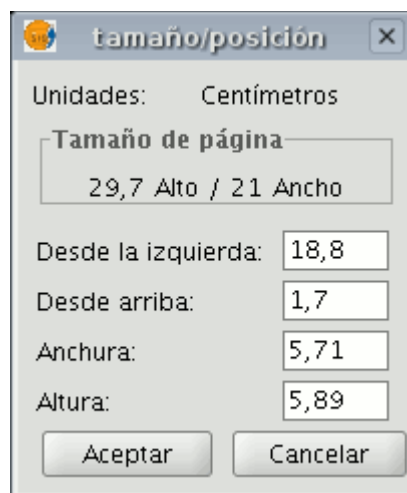 tamaño/posición
Unidades: Centímetros
Tamaño de página
29,7 Alto / 21 Ancho
Desde la izquierda: 18,8
Desde arriba: 1,7
Anchura: 5,71
Altura: 5,89
Aceptar Cancelar